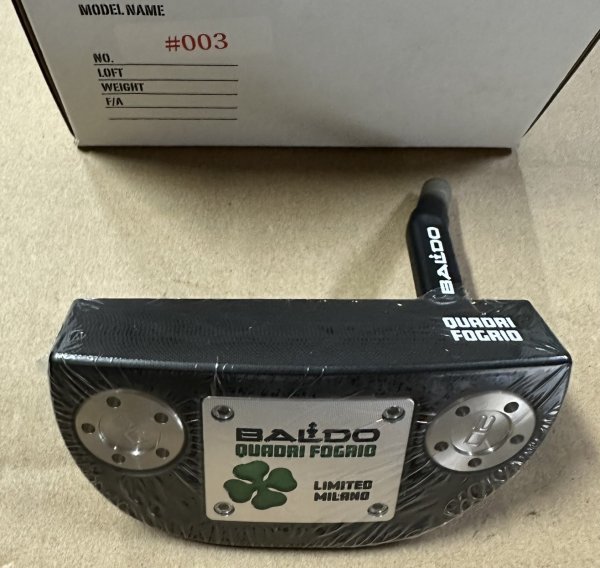 MODEL NAME
#003
NO.
LOFT
WEIGHT
F/A
BALDO
QUADRI
FOGRIO
BALDO
QUADRI FOGRIO
LIMITED
MILANO